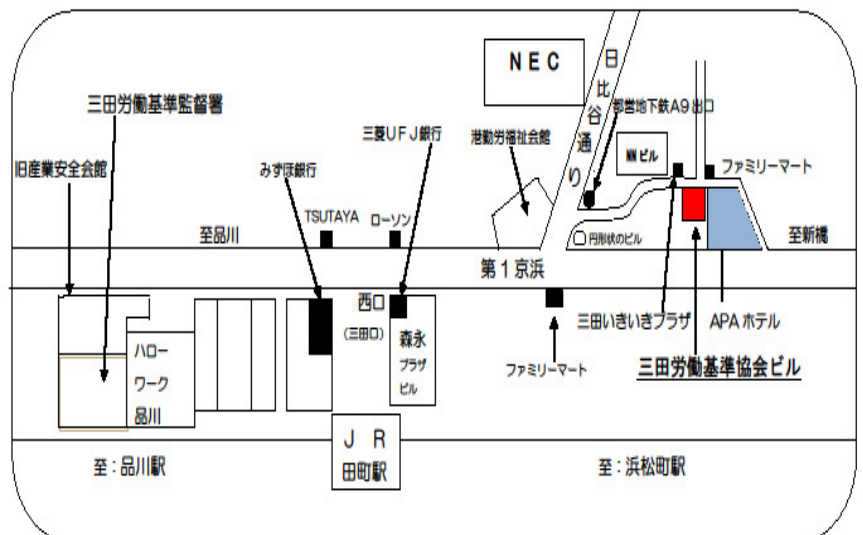 NEC
日比谷通り
三田労働基準監督署
都営地下鉄A9出口
三菱UFJ銀行
港勤労福祉会館
NNビル
ファミリーマート
旧産業安全会館
みずほ銀行
TSUTAYA
ローソン
至品川
円形状のビル
至新橋
第1京浜
西口
(三田口)
森永
プラザ
ビル
三田いきいきプラザ
APAホテル
ファミリーマート
三田労働基準協会ビル
ハロー
ワーク
品川
JR
田町駅
至:品川駅
至:浜松町駅